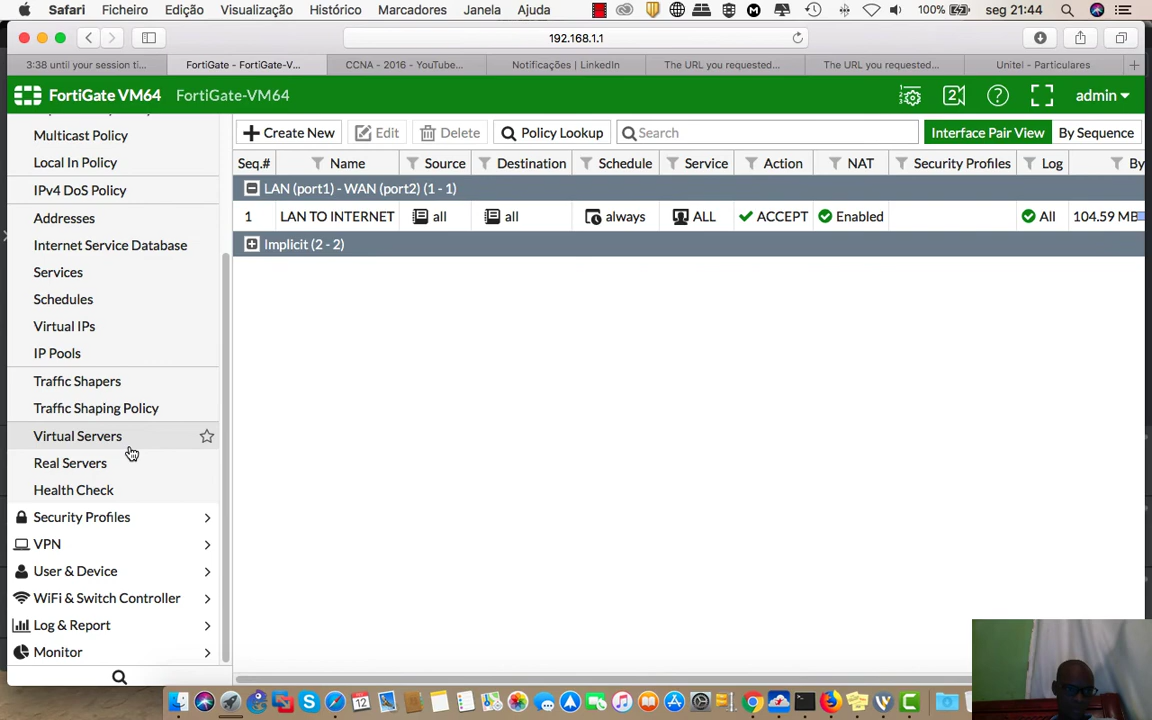 Safari Ficheiro Edição Visualização Histórico Marcadores Janela Ajuda 100% seg 21:44
192.168.1.1
3:38 until your session ti... FortiGate - FortiGate-V... CCNA - 2016 - YouTube... Notificações | LinkedIn The URL you requested... The URL you requested... Unitel - Particulares
FortiGate VM64 FortiGate-VM64 2 admin
Multicast Policy
Local In Policy
IPv4 DoS Policy
Addresses
Internet Service Database
Services
Schedules
Virtual IPs
IP Pools
Traffic Shapers
Traffic Shaping Policy
Virtual Servers
Real Servers
Health Check
Security Profiles
VPN
User & Device
WiFi & Switch Controller
Log & Report
Monitor
Create New Edit Delete Policy Lookup Search Interface Pair View By Sequence
Seq.# Name Source Destination Schedule Service Action NAT Security Profiles Log By
LAN (port1) - WAN (port2) (1 - 1)
1 LAN TO INTERNET all all always ALL ACCEPT Enabled All 104.59 MB
Implicit (2 - 2)